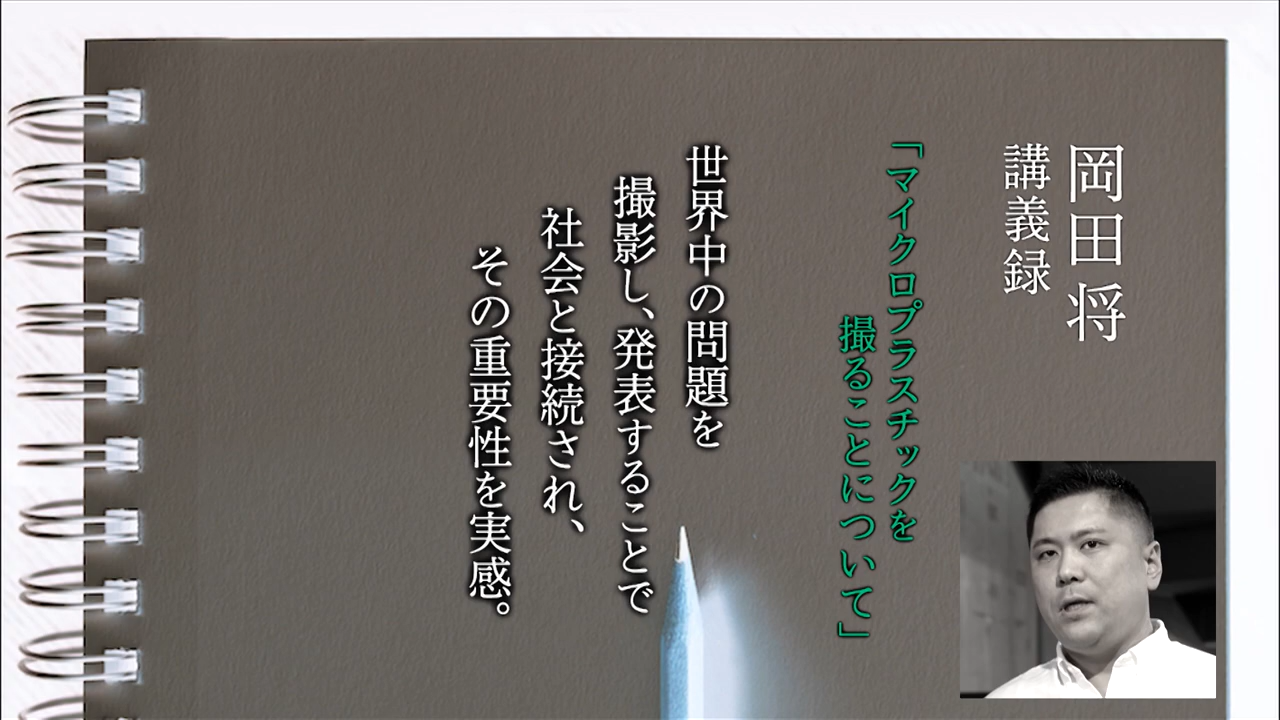 岡田 将
講義録
「マイクロプラスチックを
撮ることについて」
世界中の問題を
撮影し、発表することで
社会と接続され、
その重要性を実感。